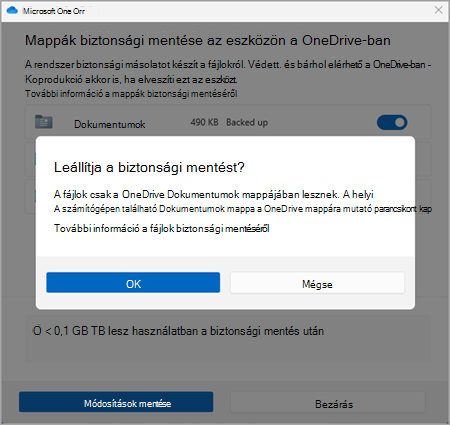 Microsoft One Orr
Mappák biztonsági mentése az eszközön a OneDrive-ban
A rendszer biztonsági másolatot készít a fájlokról. Védett. és bárhol elérhető a OneDrive-ban -
Koprodukció akkor is, ha elveszíti ezt az eszközt.
További információ a mappák biztonsági mentéséről
Dokumentumok 490 KB Backed up
Leállítja a biztonsági mentést?
A fájlok csak a OneDrive Dokumentumok mappájában lesznek. A helyi
A számítógépen található Dokumentumok mappa a OneDrive mappára mutató parancsikont kap
További információ a fájlok biztonsági mentéséről
OK Mégse
O < 0,1 GB TB lesz használatban a biztonsági mentés után
Módosítások mentése Bezárás